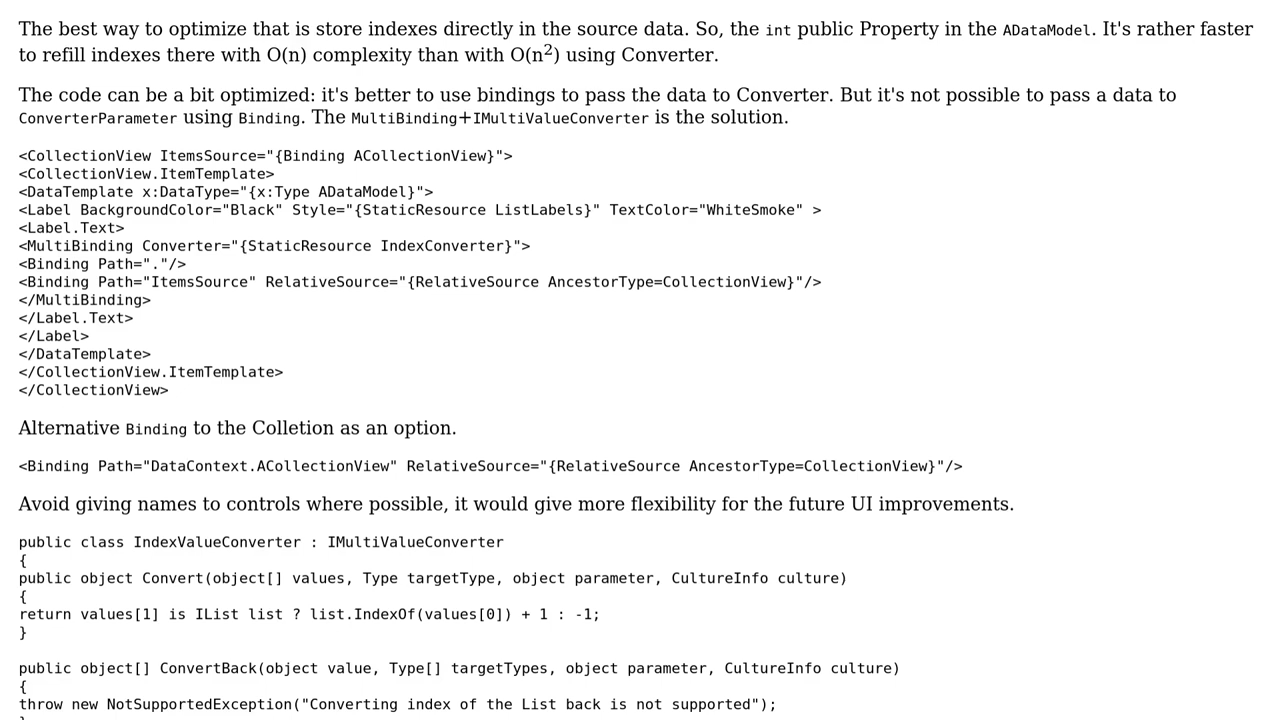 The best way to optimize that is store indexes directly in the source data. So, the int public Property in the ADataModel. It's rather faster
to refill indexes there with O(n) complexity than with O(n2) using Converter.
The code can be a bit optimized: it's better to use bindings to pass the data to Converter. But it's not possible to pass a data to
ConverterParameter using Binding. The MultiBinding+IMultiValueConverter is the solution.
<CollectionView ItemsSource="{Binding ACollectionView}">
<CollectionView.ItemTemplate>
<DataTemplate x:DataType="{x:Type ADataModel}">
<Label BackgroundColor="Black" Style="{StaticResource ListLabels}" TextColor="WhiteSmoke" >
<Label.Text>
<MultiBinding Converter="{StaticResource IndexConverter}">
<Binding Path="."/>
<Binding Path="ItemsSource" RelativeSource="{RelativeSource AncestorType=CollectionView}"/>
</MultiBinding>
</Label.Text>
</Label>
</DataTemplate>
</CollectionView.ItemTemplate>
</CollectionView>
Alternative Binding to the Colletion as an option.
<Binding Path="DataContext.ACollectionView" RelativeSource="{RelativeSource AncestorType=CollectionView}"/>
Avoid giving names to controls where possible, it would give more flexibility for the future UI improvements.
public class IndexValueConverter : IMultiValueConverter
{
public object Convert(object[] values, Type targetType, object parameter, CultureInfo culture)
{
return values[1] is IList list ? list.IndexOf(values[0]) + 1 : -1;
}
public object[] ConvertBack(object value, Type[] targetTypes, object parameter, CultureInfo culture)
{
throw new NotSupportedException("Converting index of the List back is not supported");
}